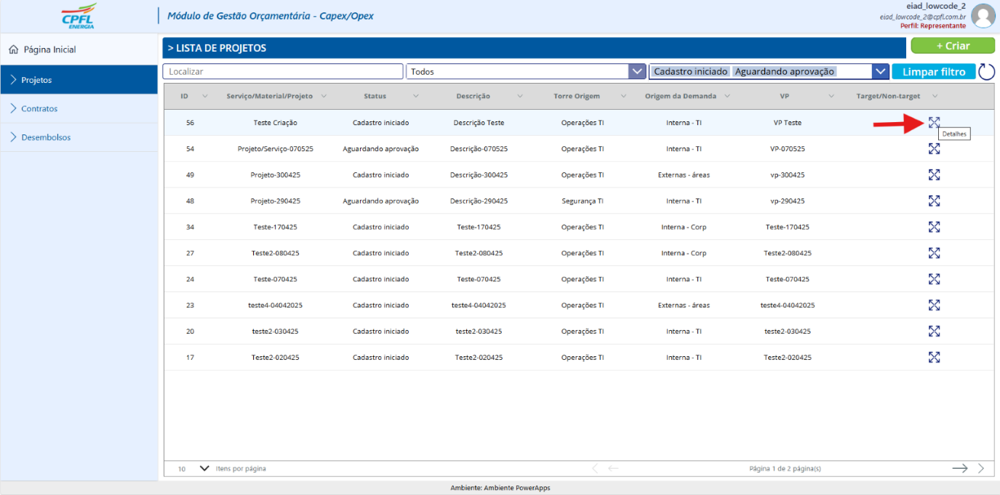 CPFL
ENERGIA
Módulo de Gestão Orçamentária - Capex/Opex
eiad_lowcode_2
eiad_lowcode_2@cpfl.com.br
Perfil: Representante
Página Inicial
Projetos
Contratos
Desembolsos
> LISTA DE PROJETOS
+ Criar
Localizar Todos Cadastro iniciado Aguardando aprovação Limpar filtro
ID Serviço/Material/Projeto Status Descrição Torre Origem Origem da Demanda VP Target/Non-target
56 Teste Criação Cadastro iniciado Descrição Teste Operações TI Interna - TI VP Teste
Detalhes
54 Projeto/Serviço-070525 Aguardando aprovação Descrição-070525 Operações TI Interna - TI VP-070525
49 Projeto-300425 Cadastro iniciado Descrição-300425 Operações TI Externas - áreas vp-300425
48 Projeto-290425 Aguardando aprovação Descrição-290425 Segurança TI Interna - TI vp-290425
34 Teste-170425 Cadastro iniciado Teste-170425 Operações TI Interna - Corp Teste-170425
27 Teste2-080425 Cadastro iniciado Teste2-080425 Operações TI Interna - Corp Teste2-080425
24 Teste-070425 Cadastro iniciado Teste-070425 Operações TI Interna - TI Teste-070425
23 teste4-04042025 Cadastro iniciado teste4-04042025 Operações TI Externas - áreas teste4-04042025
20 teste2-030425 Cadastro iniciado teste2-030425 Operações TI Interna - TI teste2-030425
17 Teste2-020425 Cadastro iniciado Teste2-020425 Operações TI Interna - TI Teste2-020425
10 Itens por página Página 1 de 2 página(s)
Ambiente: Ambiente PowerApps